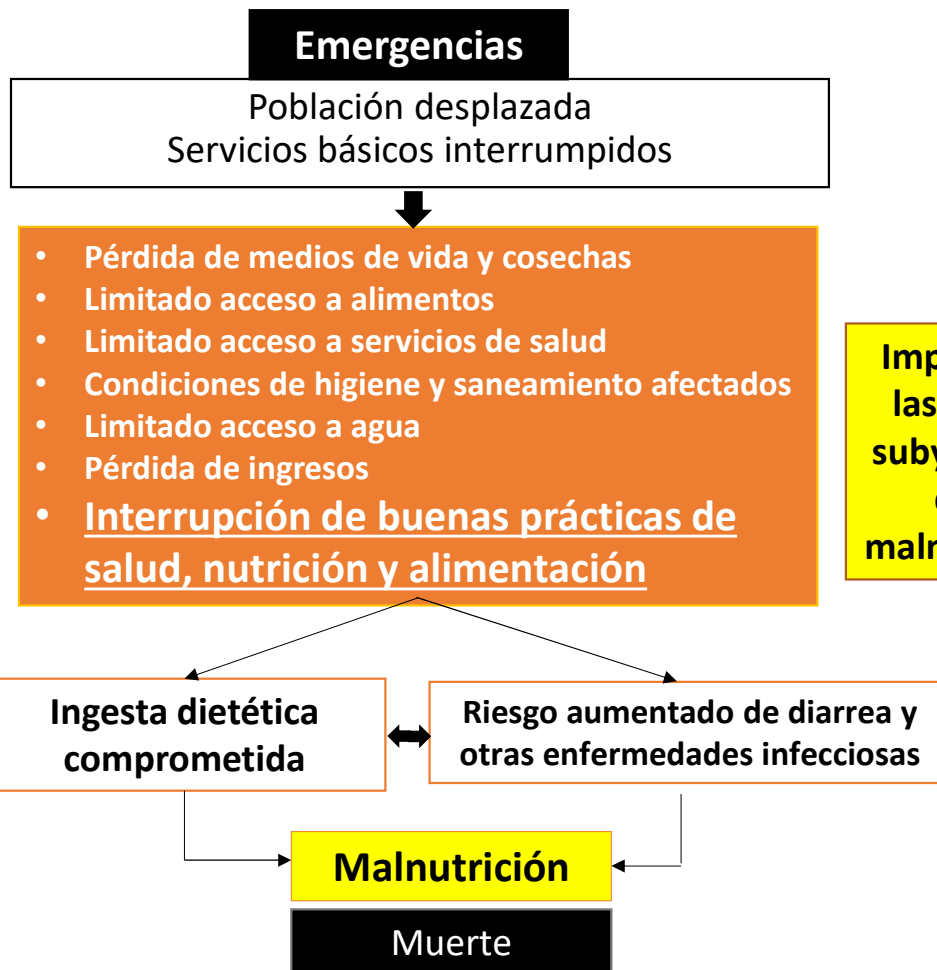 Emergencias
Población desplazada
Servicios básicos interrumpidos
• Pérdida de medios de vida y cosechas
• Limitado acceso a alimentos
• Limitado acceso a servicios de salud
• Condiciones de higiene y saneamiento afectados
• Limitado acceso a agua
• Pérdida de ingresos
• Interrupción de buenas prácticas de
salud, nutrición y alimentación
las
Ingesta dietética
comprometida
Riesgo aumentado de diarrea y
otras enfermedades infecciosas
Malnutrición
Muerte